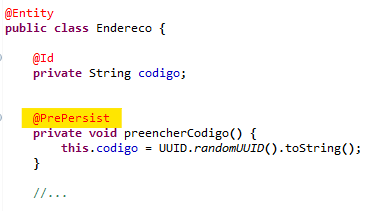 @Entity
public class Endereco {
@Id
private String codigo;
@PrePersist
private void preencherCodigo() {
this.codigo = UUID.randomUUID().toString();
}
//...